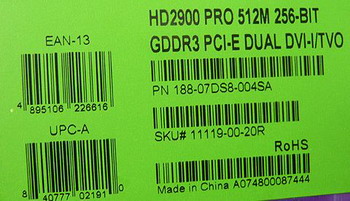 HD2900 PRO 512M 256-BIT
GDDR3 PCI-E DUAL DVI-I/TVO
EAN-13
4 895106 226616
PN 188-07DS8-004SA
UPC-A
8 40777 02191 0
SKU# 11119-00-20R
RoHS
Made in China A074800087444